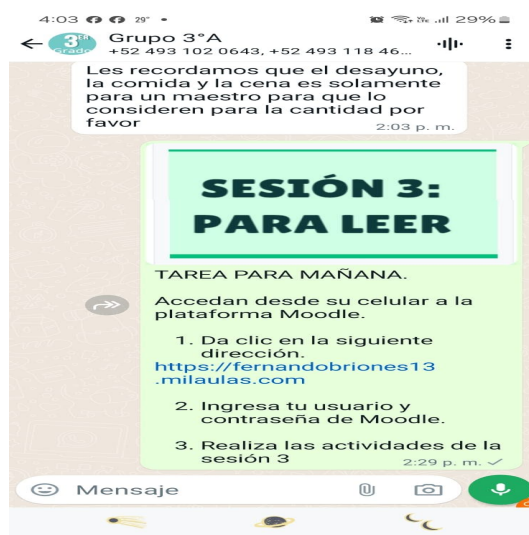 4:03 29°
29%
3ER
Grado
Grupo 3°A
+52 493 102 0643, +52 493 118 46...
Les recordamos que el desayuno,
la comida y la cena es solamente
para un maestro para que lo
consideren para la cantidad por
favor
2:03 p. m.
SESIÓN 3:
PARA LEER
TAREA PARA MAÑANA.
Accedan desde su celular a la
plataforma Moodle.
1. Da clic en la siguiente
dirección.
https://fernandobriones13
.milaulas.com
2. Ingresa tu usuario y
contraseña de Moodle.
3. Realiza las actividades de la
sesión 3
2:29 p. m.
Mensaje